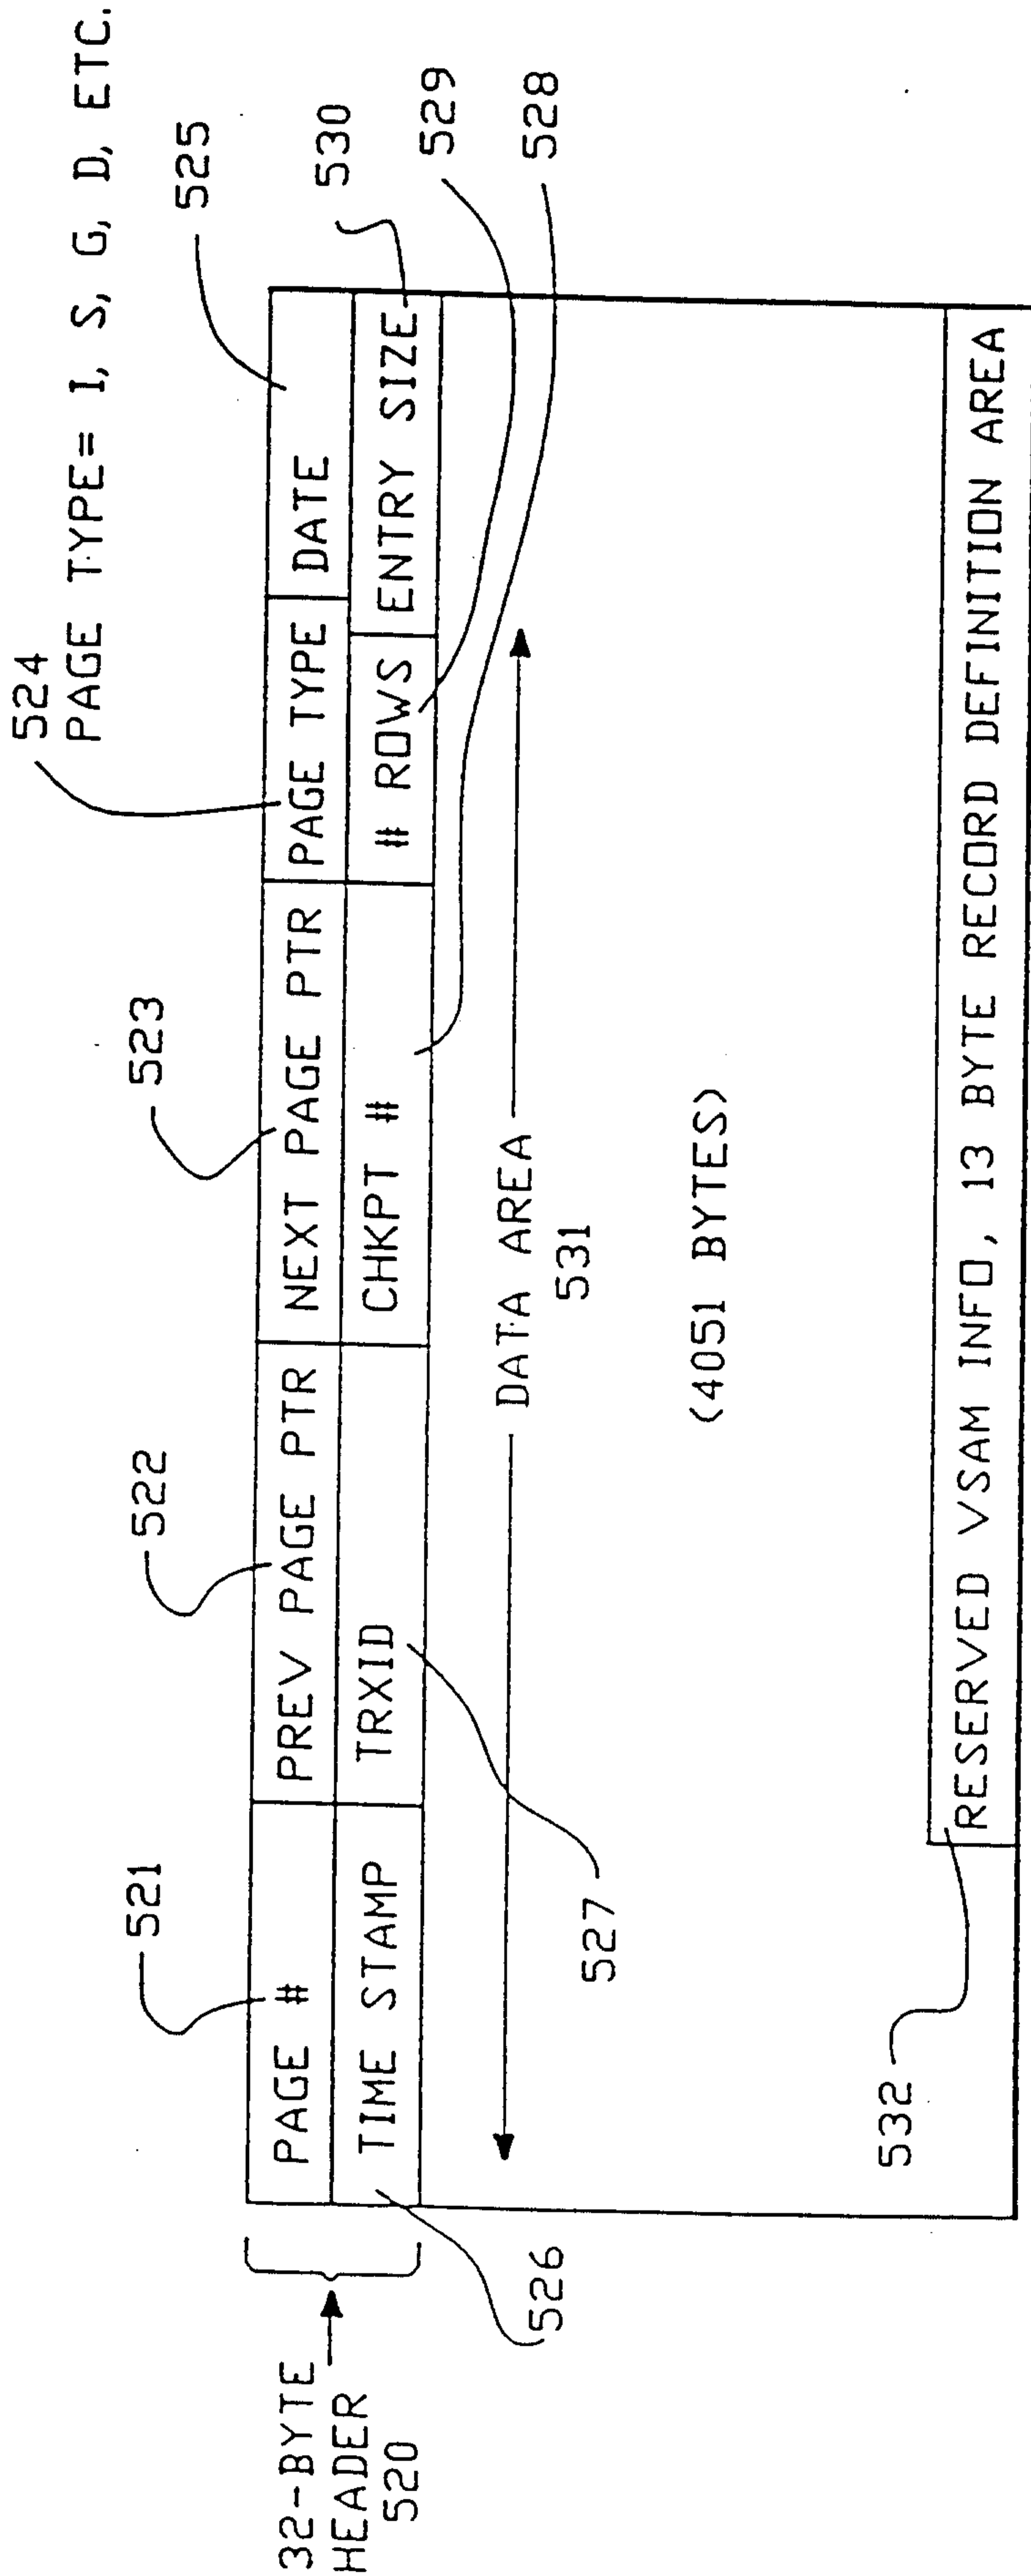 524
PAGE TYPE= I, S, G, D, ETC.
521
522
523
525
32-BYTE
HEADER
520
PAGE #
PREV PAGE PTR
NEXT PAGE PTR
PAGE TYPE
DATE
530
TIME STAMP
TRXID
CHKPT #
# ROWS
ENTRY SIZE
529
526
DATA AREA
528
527
531
(4051 BYTES)
532
RESERVED VSAM INFO, 13 BYTE RECORD DEFINITION AREA